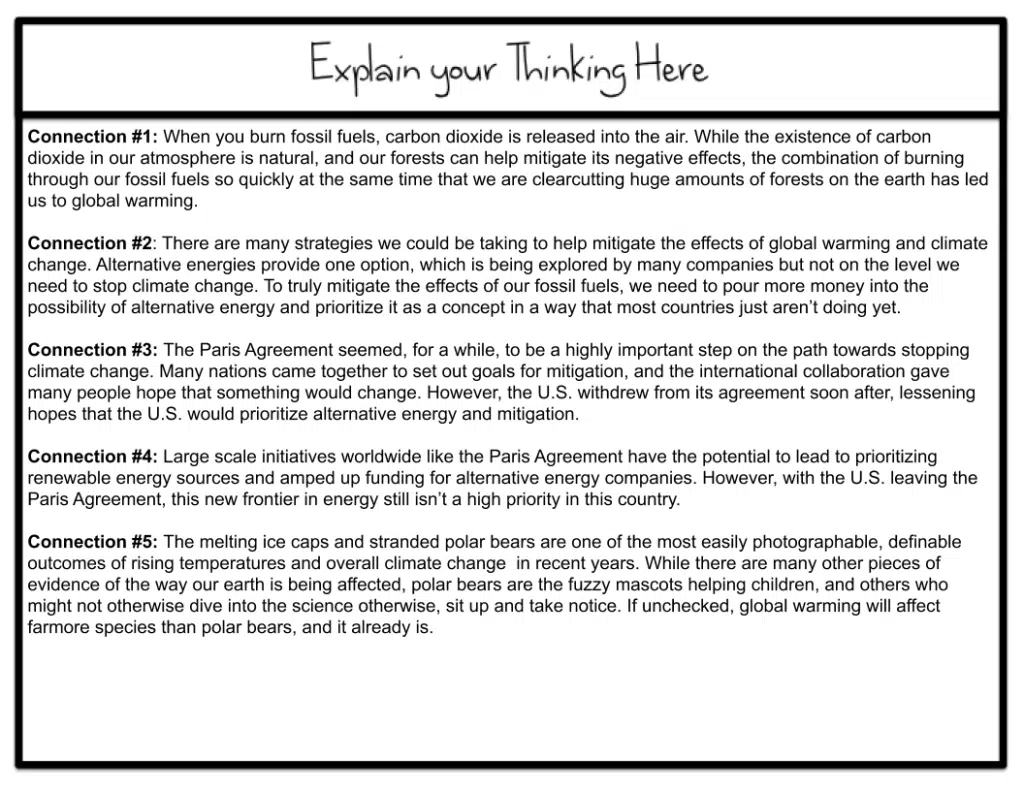 Explain your Thinking Here
Connection #1: When you burn fossil fuels, carbon dioxide is released into the air. While the existence of carbon
dioxide in our atmosphere is natural, and our forests can help mitigate its negative effects, the combination of burning
through our fossil fuels so quickly at the same time that we are clearcutting huge amounts of forests on the earth has led
us to global warming.
Connection #2: There are many strategies we could be taking to help mitigate the effects of global warming and climate
change. Alternative energies provide one option, which is being explored by many companies but not on the level we
need to stop climate change. To truly mitigate the effects of our fossil fuels, we need to pour more money into the
possibility of alternative energy and prioritize it as a concept in a way that most countries just aren’t doing yet.
Connection #3: The Paris Agreement seemed, for a while, to be a highly important step on the path towards stopping
climate change. Many nations came together to set out goals for mitigation, and the international collaboration gave
many people hope that something would change. However, the U.S. withdrew from its agreement soon after, lessening
hopes that the U.S. would prioritize alternative energy and mitigation.
Connection #4: Large scale initiatives worldwide like the Paris Agreement have the potential to lead to prioritizing
renewable energy sources and amped up funding for alternative energy companies. However, with the U.S. leaving the
Paris Agreement, this new frontier in energy still isn’t a high priority in this country.
Connection #5: The melting ice caps and stranded polar bears are one of the most easily photographable, definable
outcomes of rising temperatures and overall climate change  in recent years. While there are many other pieces of
evidence of the way our earth is being affected, polar bears are the fuzzy mascots helping children, and others who
might not otherwise dive into the science otherwise, sit up and take notice. If unchecked, global warming will affect
farmore species than polar bears, and it already is.